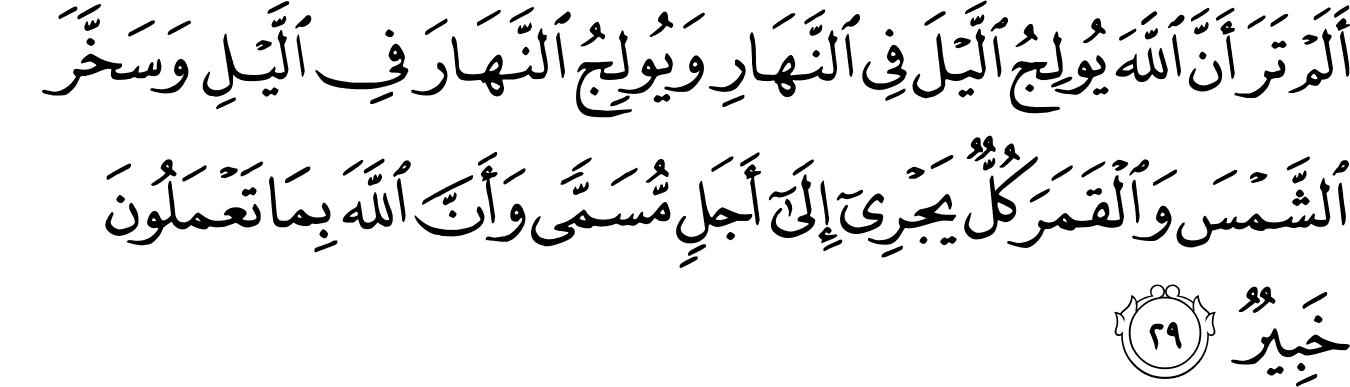 أَلَمْ تَرَ أَنَّ ٱللَّهَ يُولِجُ ٱلَّيْلَ فِى ٱلنَّهَارِ وَيُولِجُ ٱلنَّهَارَ فِى ٱلَّيْلِ وَسَخَّرَ
ٱلشَّمْسَ وَٱلْقَمَرَ كُلٌّ يَجْرِىٓ إِلَىٰٓ أَجَلٍ مُّسَمًّى وَأَنَّ ٱللَّهَ بِمَا تَعْمَلُونَ
خَبِيرٌ ٢٩